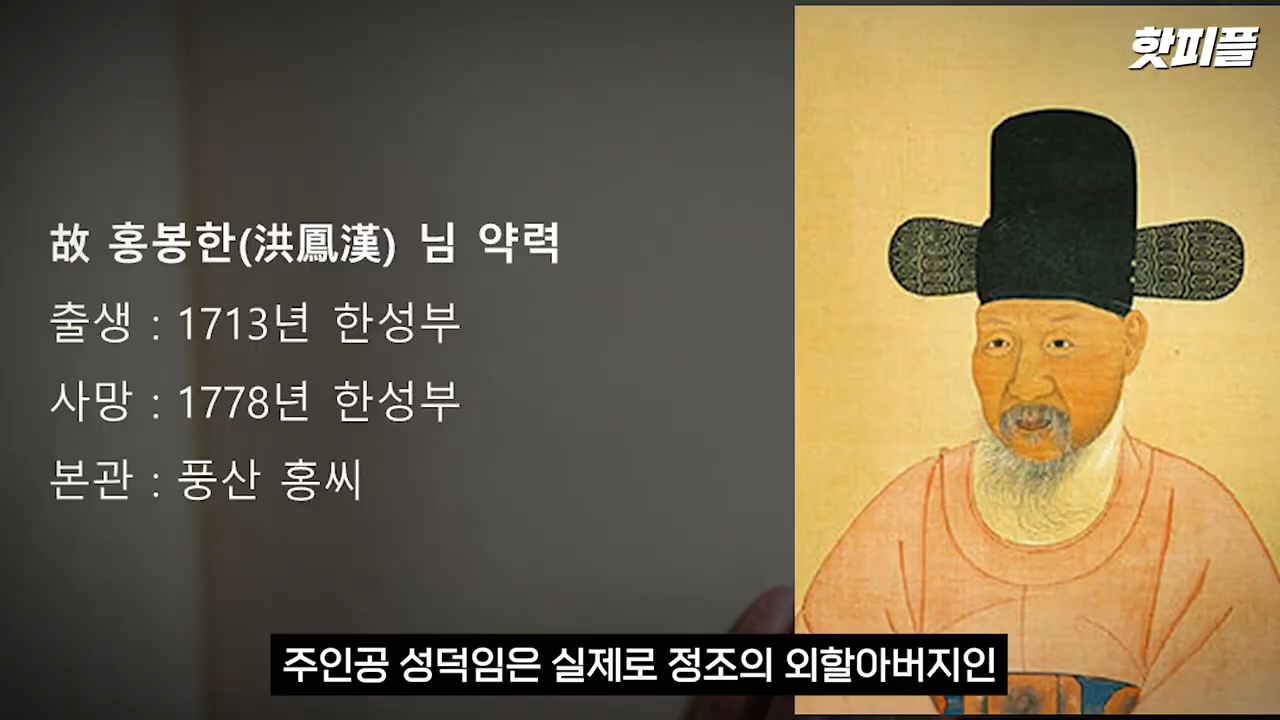 핫피플
故 홍봉한(洪鳳漢) 님 약력
출생 : 1713년 한성부
사망 : 1778년 한성부
본관 : 풍산 홍씨
주인공 성덕임은 실제로 정조의 외할아버지인